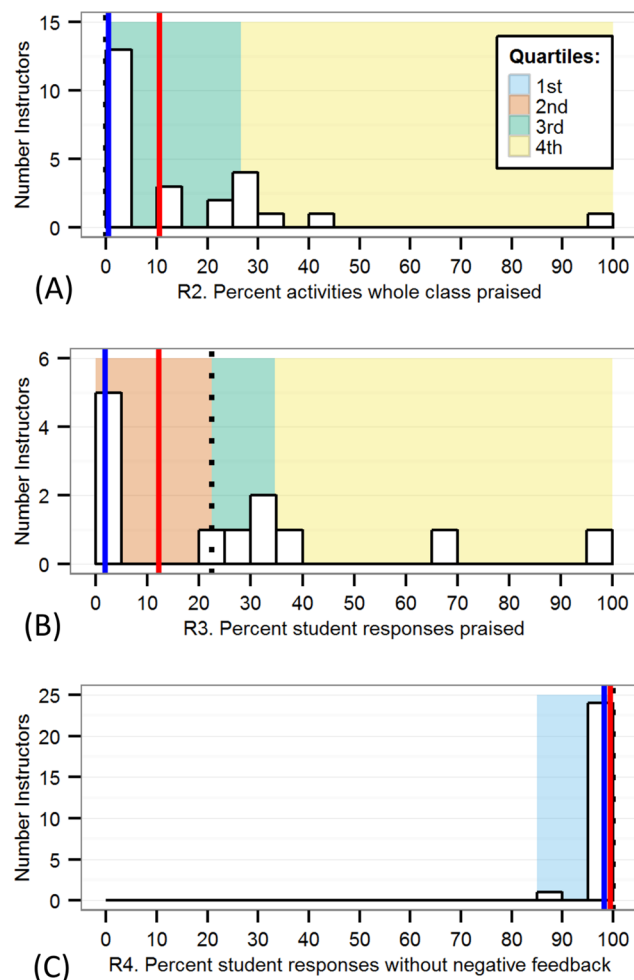 15
10
5
0
Number Instructors
Quartiles:
1st
2nd
3rd
4th
0 10 20 30 40 50 60 70 80 90 100
R2. Percent activities whole class praised
(A)
6
4
2
0
Number Instructors
0 10 20 30 40 50 60 70 80 90 100
R3. Percent student responses praised
(B)
25
20
15
10
5
0
Number Instructors
0 10 20 30 40 50 60 70 80 90 100
R4. Percent student responses without negative feedback
(C)